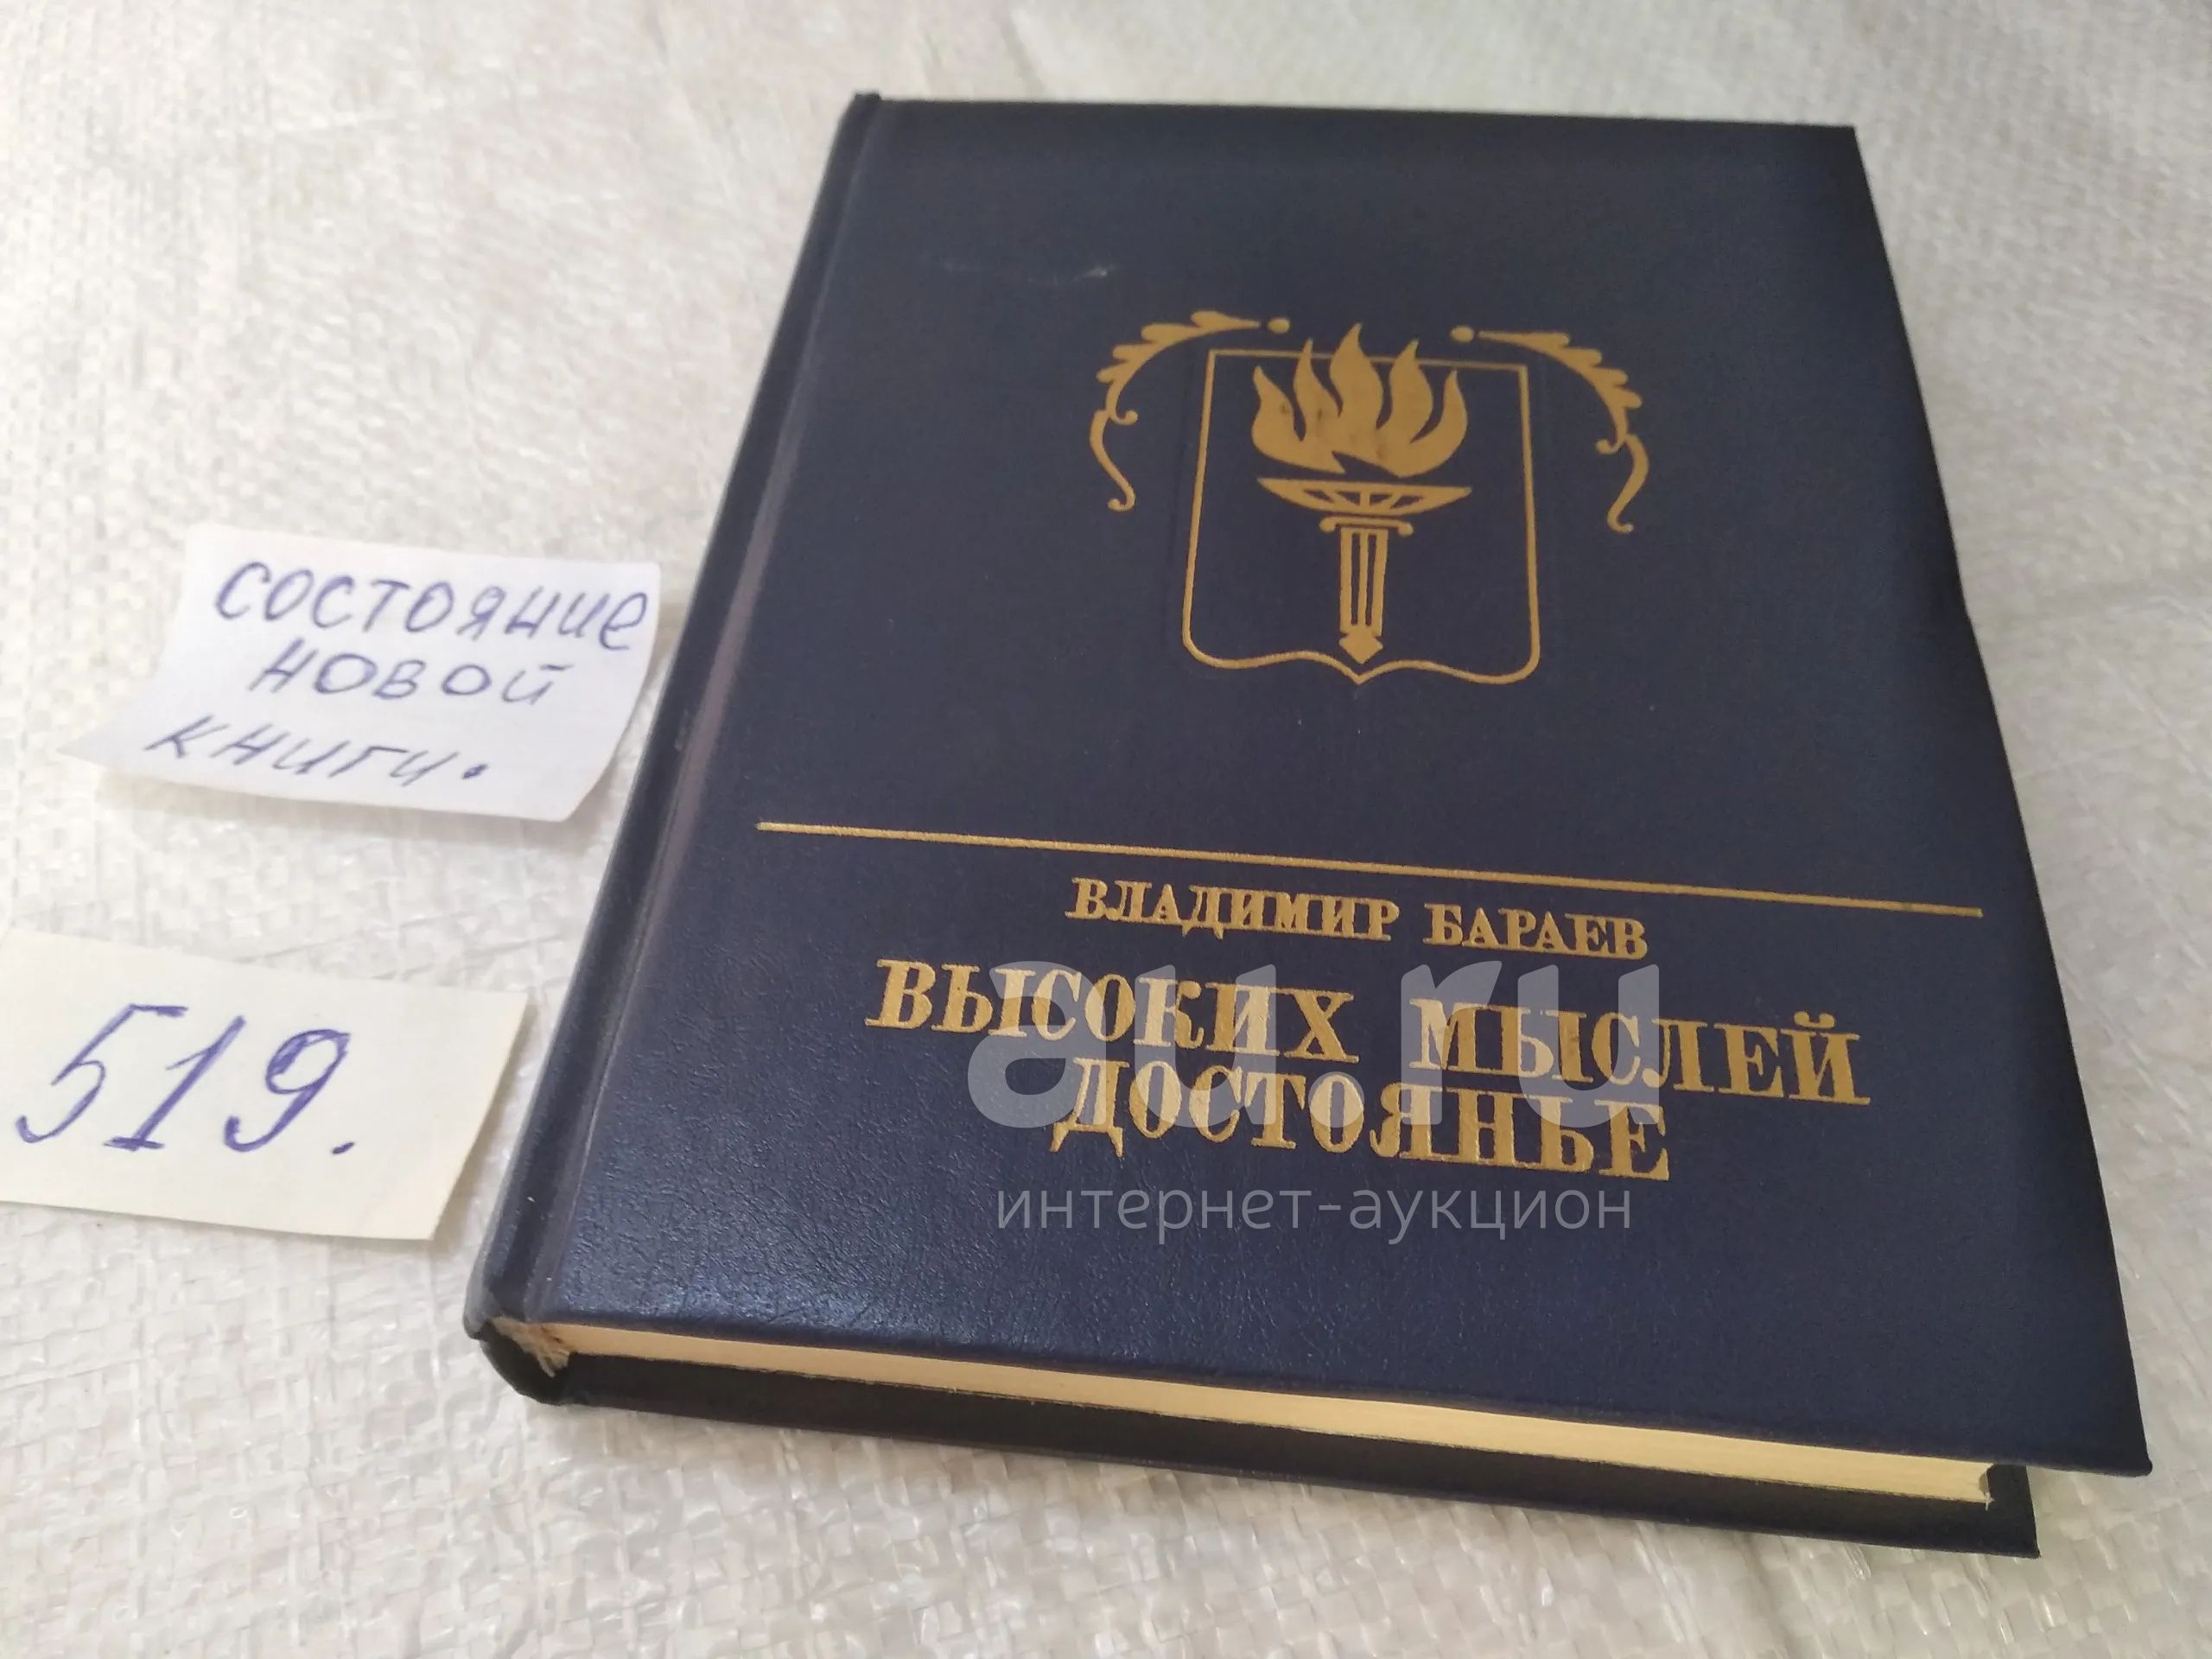 состояние
новой
книги.
519.
ВЛАДИМИР БАРАЕВ
ВЫСОКИХ МЫСЛЕЙ
ДОСТОЯНЬЕ
au.ru
интернет-аукцион